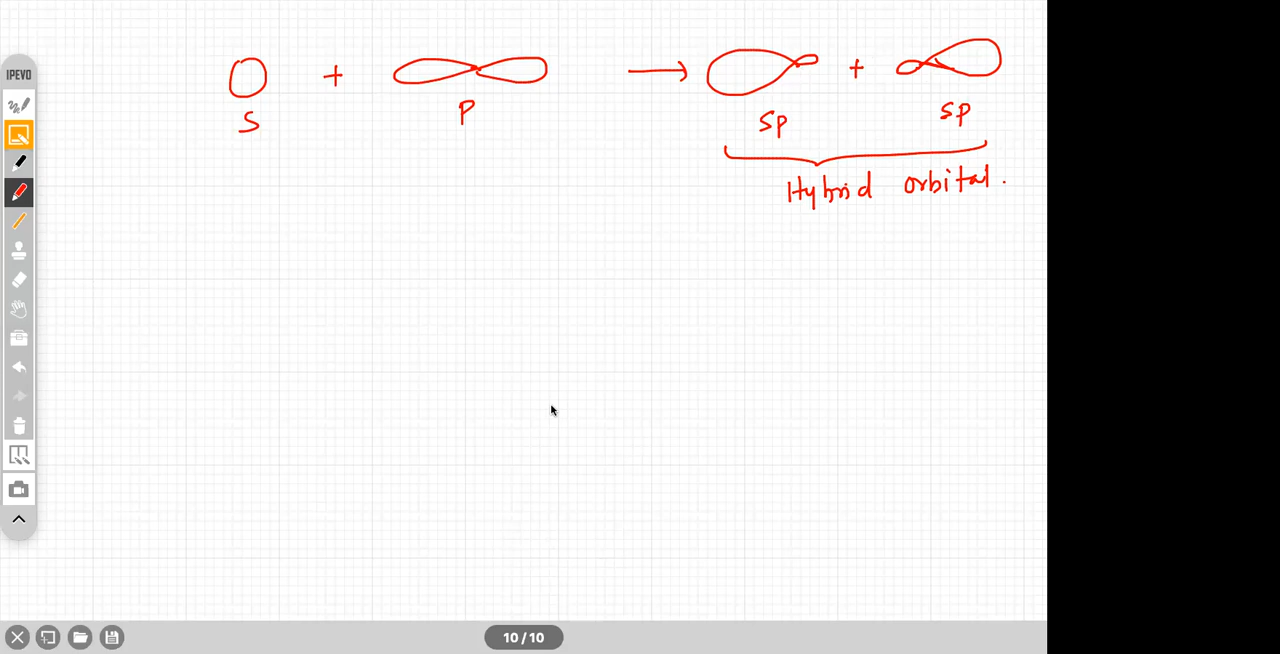 IPEVO
S + P → SP + SP
Hybrid orbital.
10 / 10